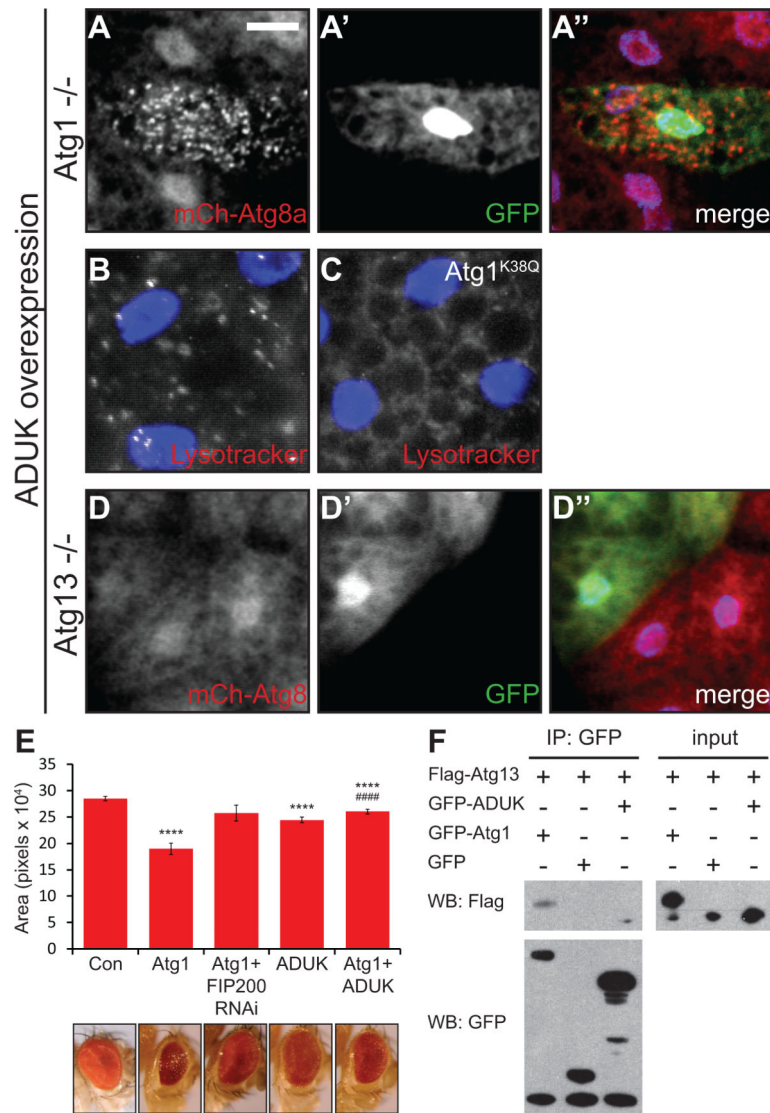 ADUK overexpression
Atg1 -/-
A
mCh-Atg8a
A'
GFP
A''
merge
B
Lysotracker
C
Atg1K38Q
Lysotracker
Atg13 -/-
D
mCh-Atg8
D'
GFP
D''
merge
E
Area (pixels x 10⁴)
35
30
25
20
15
10
5
0
****
****
****
####
Con
Atg1
Atg1+
FIP200
RNAi
ADUK
Atg1+
ADUK
F
IP: GFP input
Flag-Atg13 + + + + + +
GFP-ADUK - - + - - +
GFP-Atg1 + - - + - -
GFP - + - - + -
WB: Flag
WB: GFP